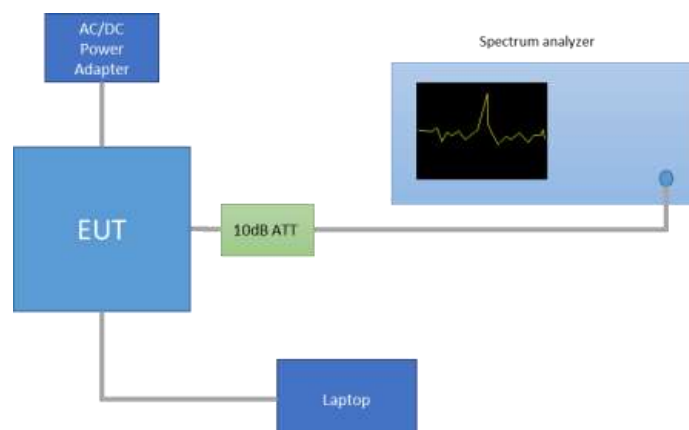 AC/DC
Power
Adapter
Spectrum analyzer
EUT
10dB ATT
Laptop